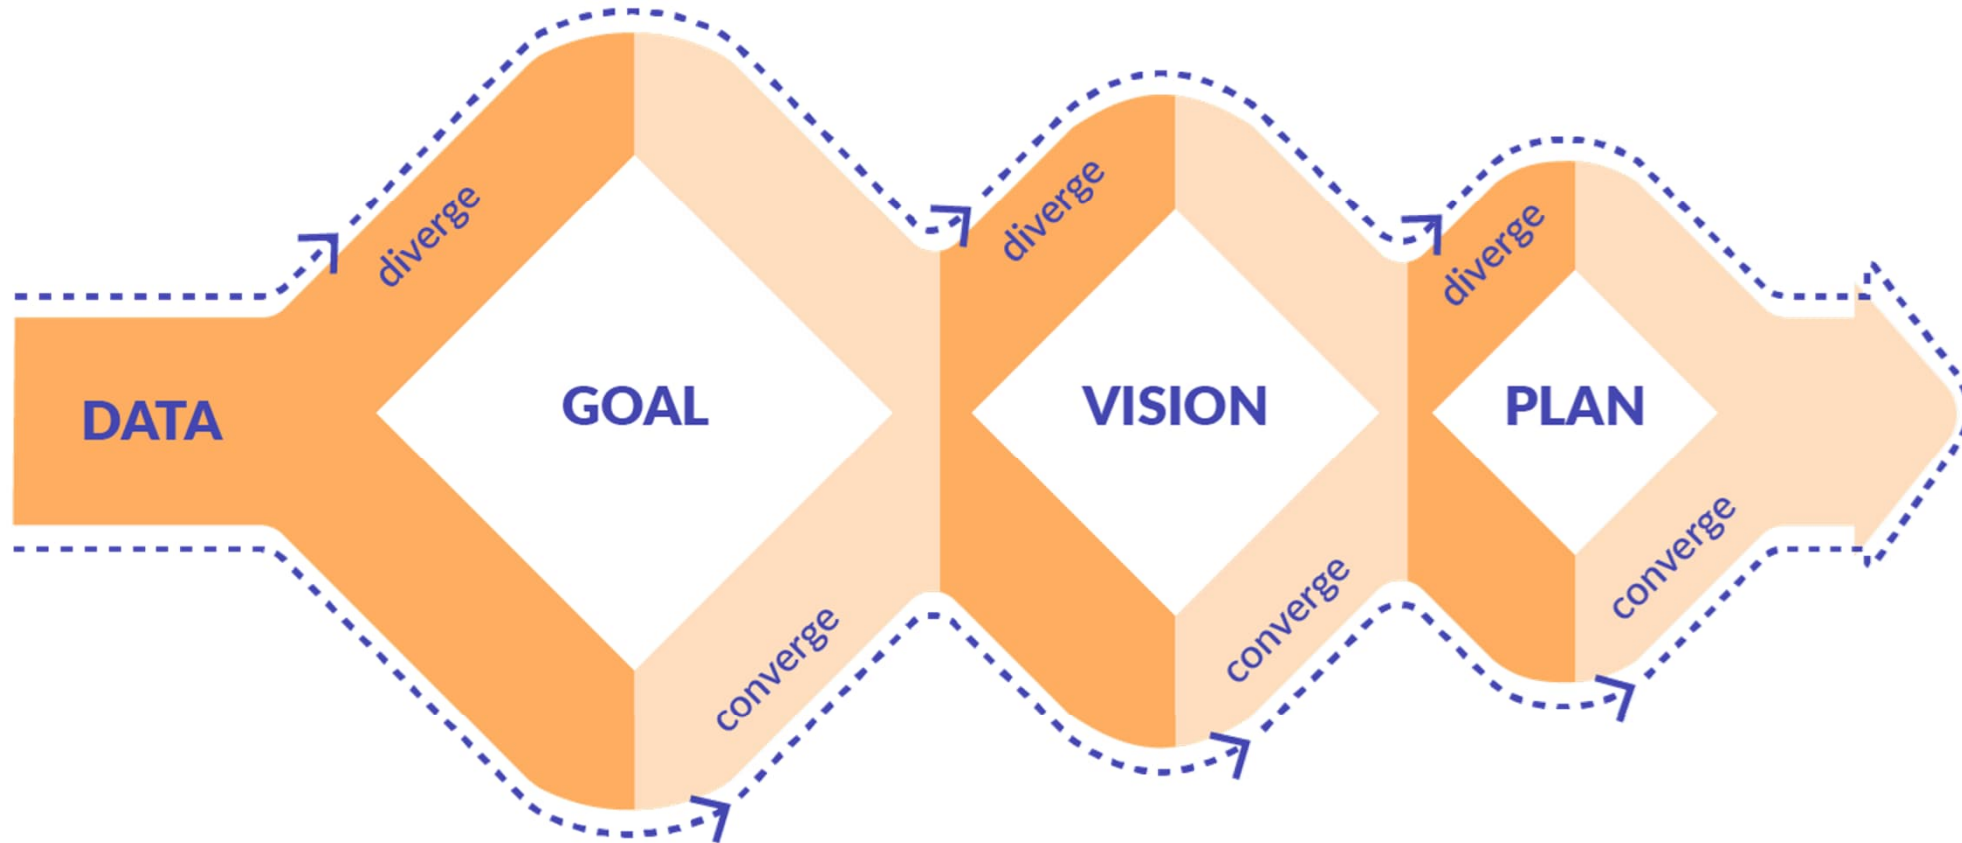 DATA
diverge
GOAL
converge
diverge
VISION
converge
diverge
PLAN
converge